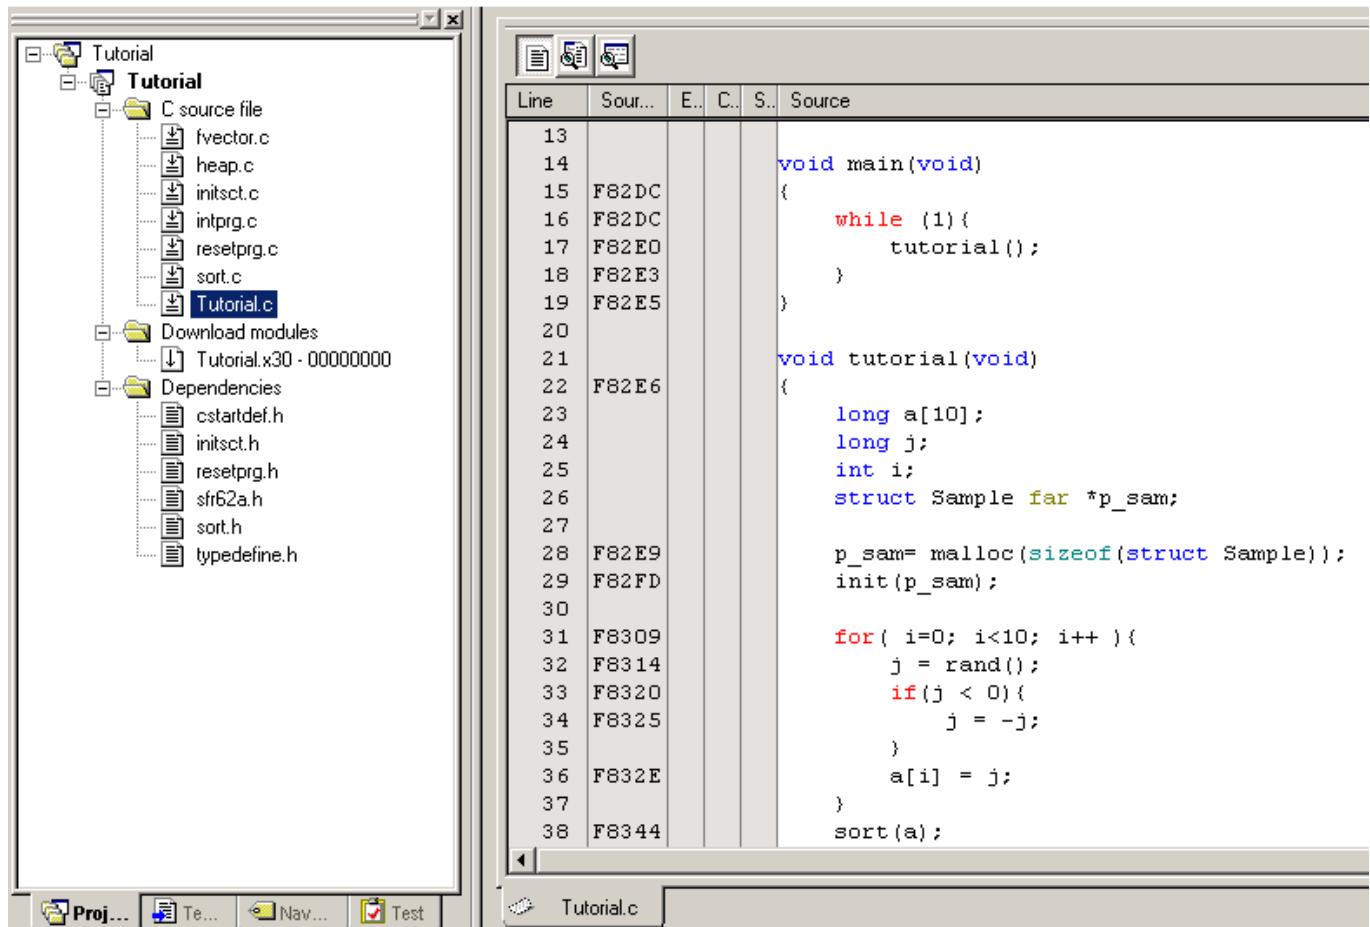 Tutorial
Tutorial
C source file
fvector.c
heap.c
initsct.c
intprg.c
resetprg.c
sort.c
Tutorial.c
Download modules
Tutorial.x30 - 00000000
Dependencies
cstartdef.h
initsct.h
resetprg.h
sfr62a.h
sort.h
typedefine.h
Proj... Te... Nav... Test
Line Sour... E.. C.. S.. Source
13
14 void main(void)
15 F82DC {
16 F82DC while (1){
17 F82E0 tutorial();
18 F82E3 }
19 F82E5 }
20
21 void tutorial(void)
22 F82E6 {
23 long a[10];
24 long j;
25 int i;
26 struct Sample far *p_sam;
27
28 F82E9 p_sam= malloc(sizeof(struct Sample));
29 F82FD init(p_sam);
30
31 F8309 for( i=0; i<10; i++ ){
32 F8314 j = rand();
33 F8320 if(j < 0){
34 F8325 j = -j;
35 }
36 F832E a[i] = j;
37 }
38 F8344 sort(a);
Tutorial.c